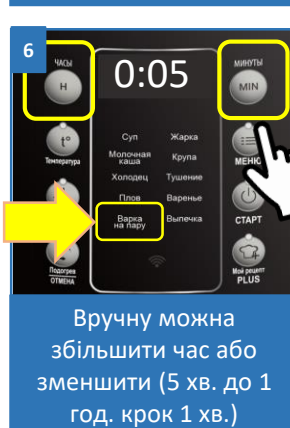 6
ЧАСЫ
H
0:05
МИНУТЫ
MIN
t°
Температура
Суп
Жарка
Молочная каша
Крупа
Холодец
Тушение
Плов
Варенье
Варка на пару
Выпечка
МЕНЮ
СТАРТ
Подогрев
ОТМЕНА
Мой рецепт
PLUS
Вручну можна
збільшити час або
зменшити (5 хв. до 1
год. крок 1 хв.)